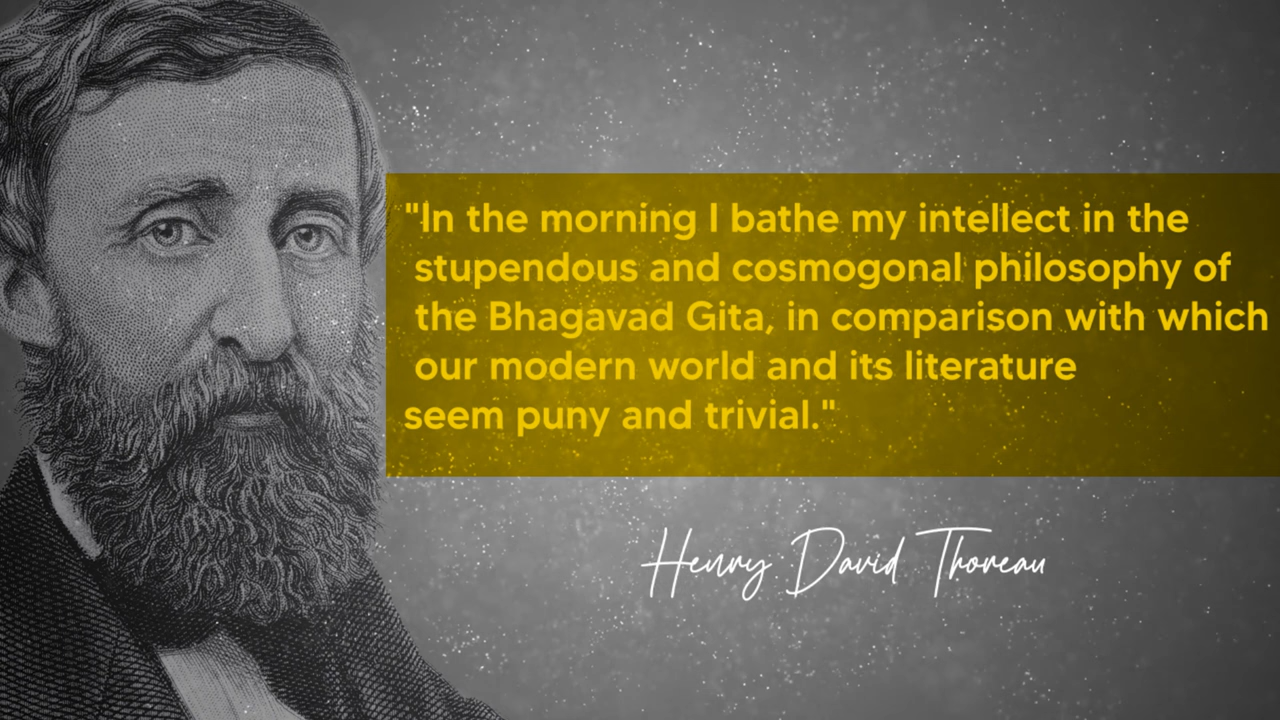 "In the morning I bathe my intellect in the
stupendous and cosmogonal philosophy of
the Bhagavad Gita, in comparison with which
our modern world and its literature
seem puny and trivial."
Henry David Thoreau